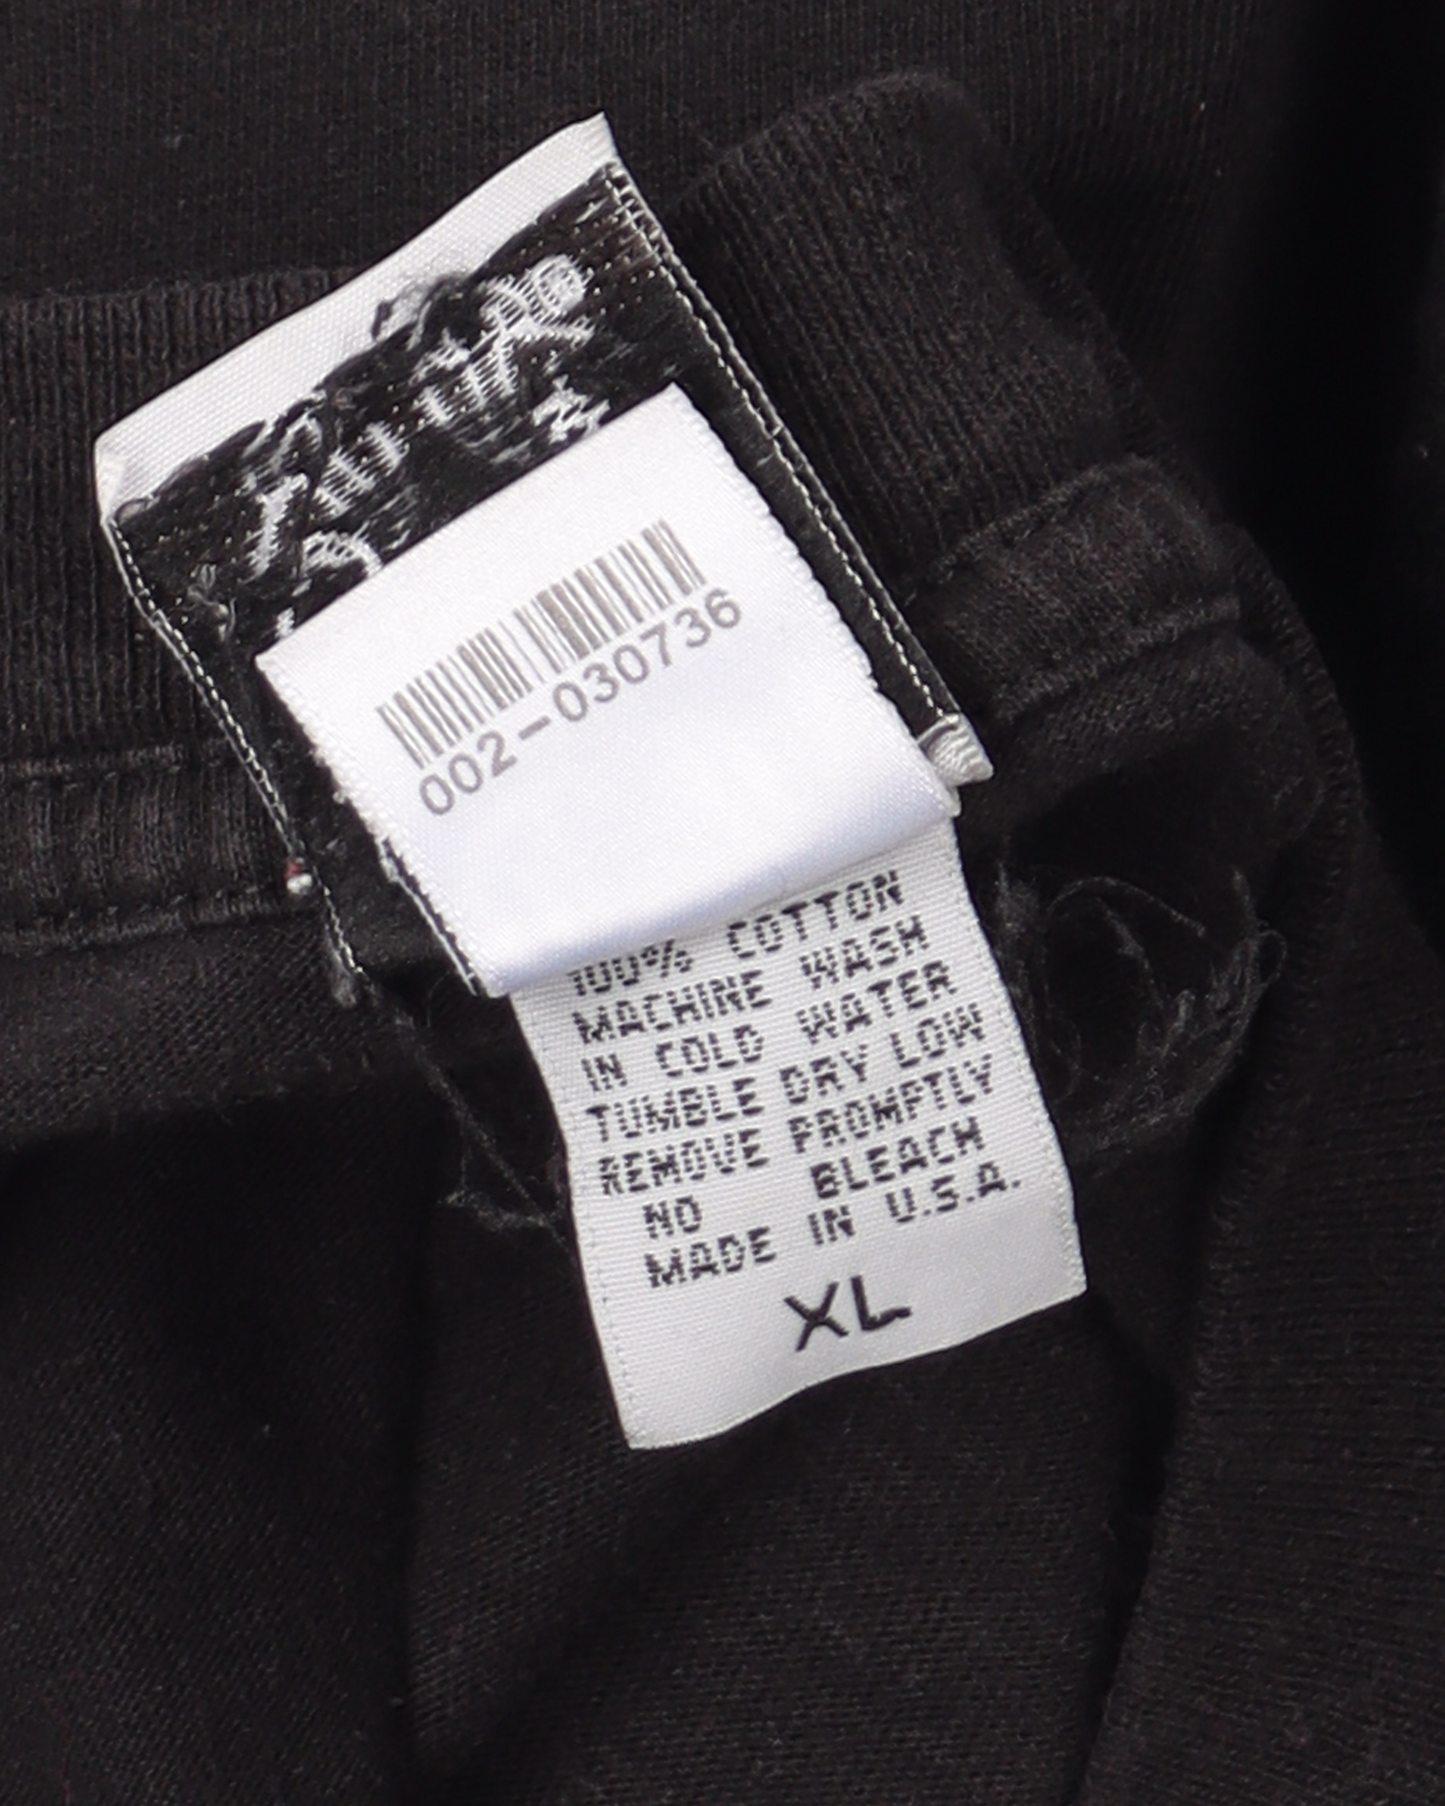 002-030736
100% COTTON
MACHINE WASH
IN COLD WATER
TUMBLE DRY LOW
REMOVE PROMPTLY
NO BLEACH
MADE IN U.S.A.
XL